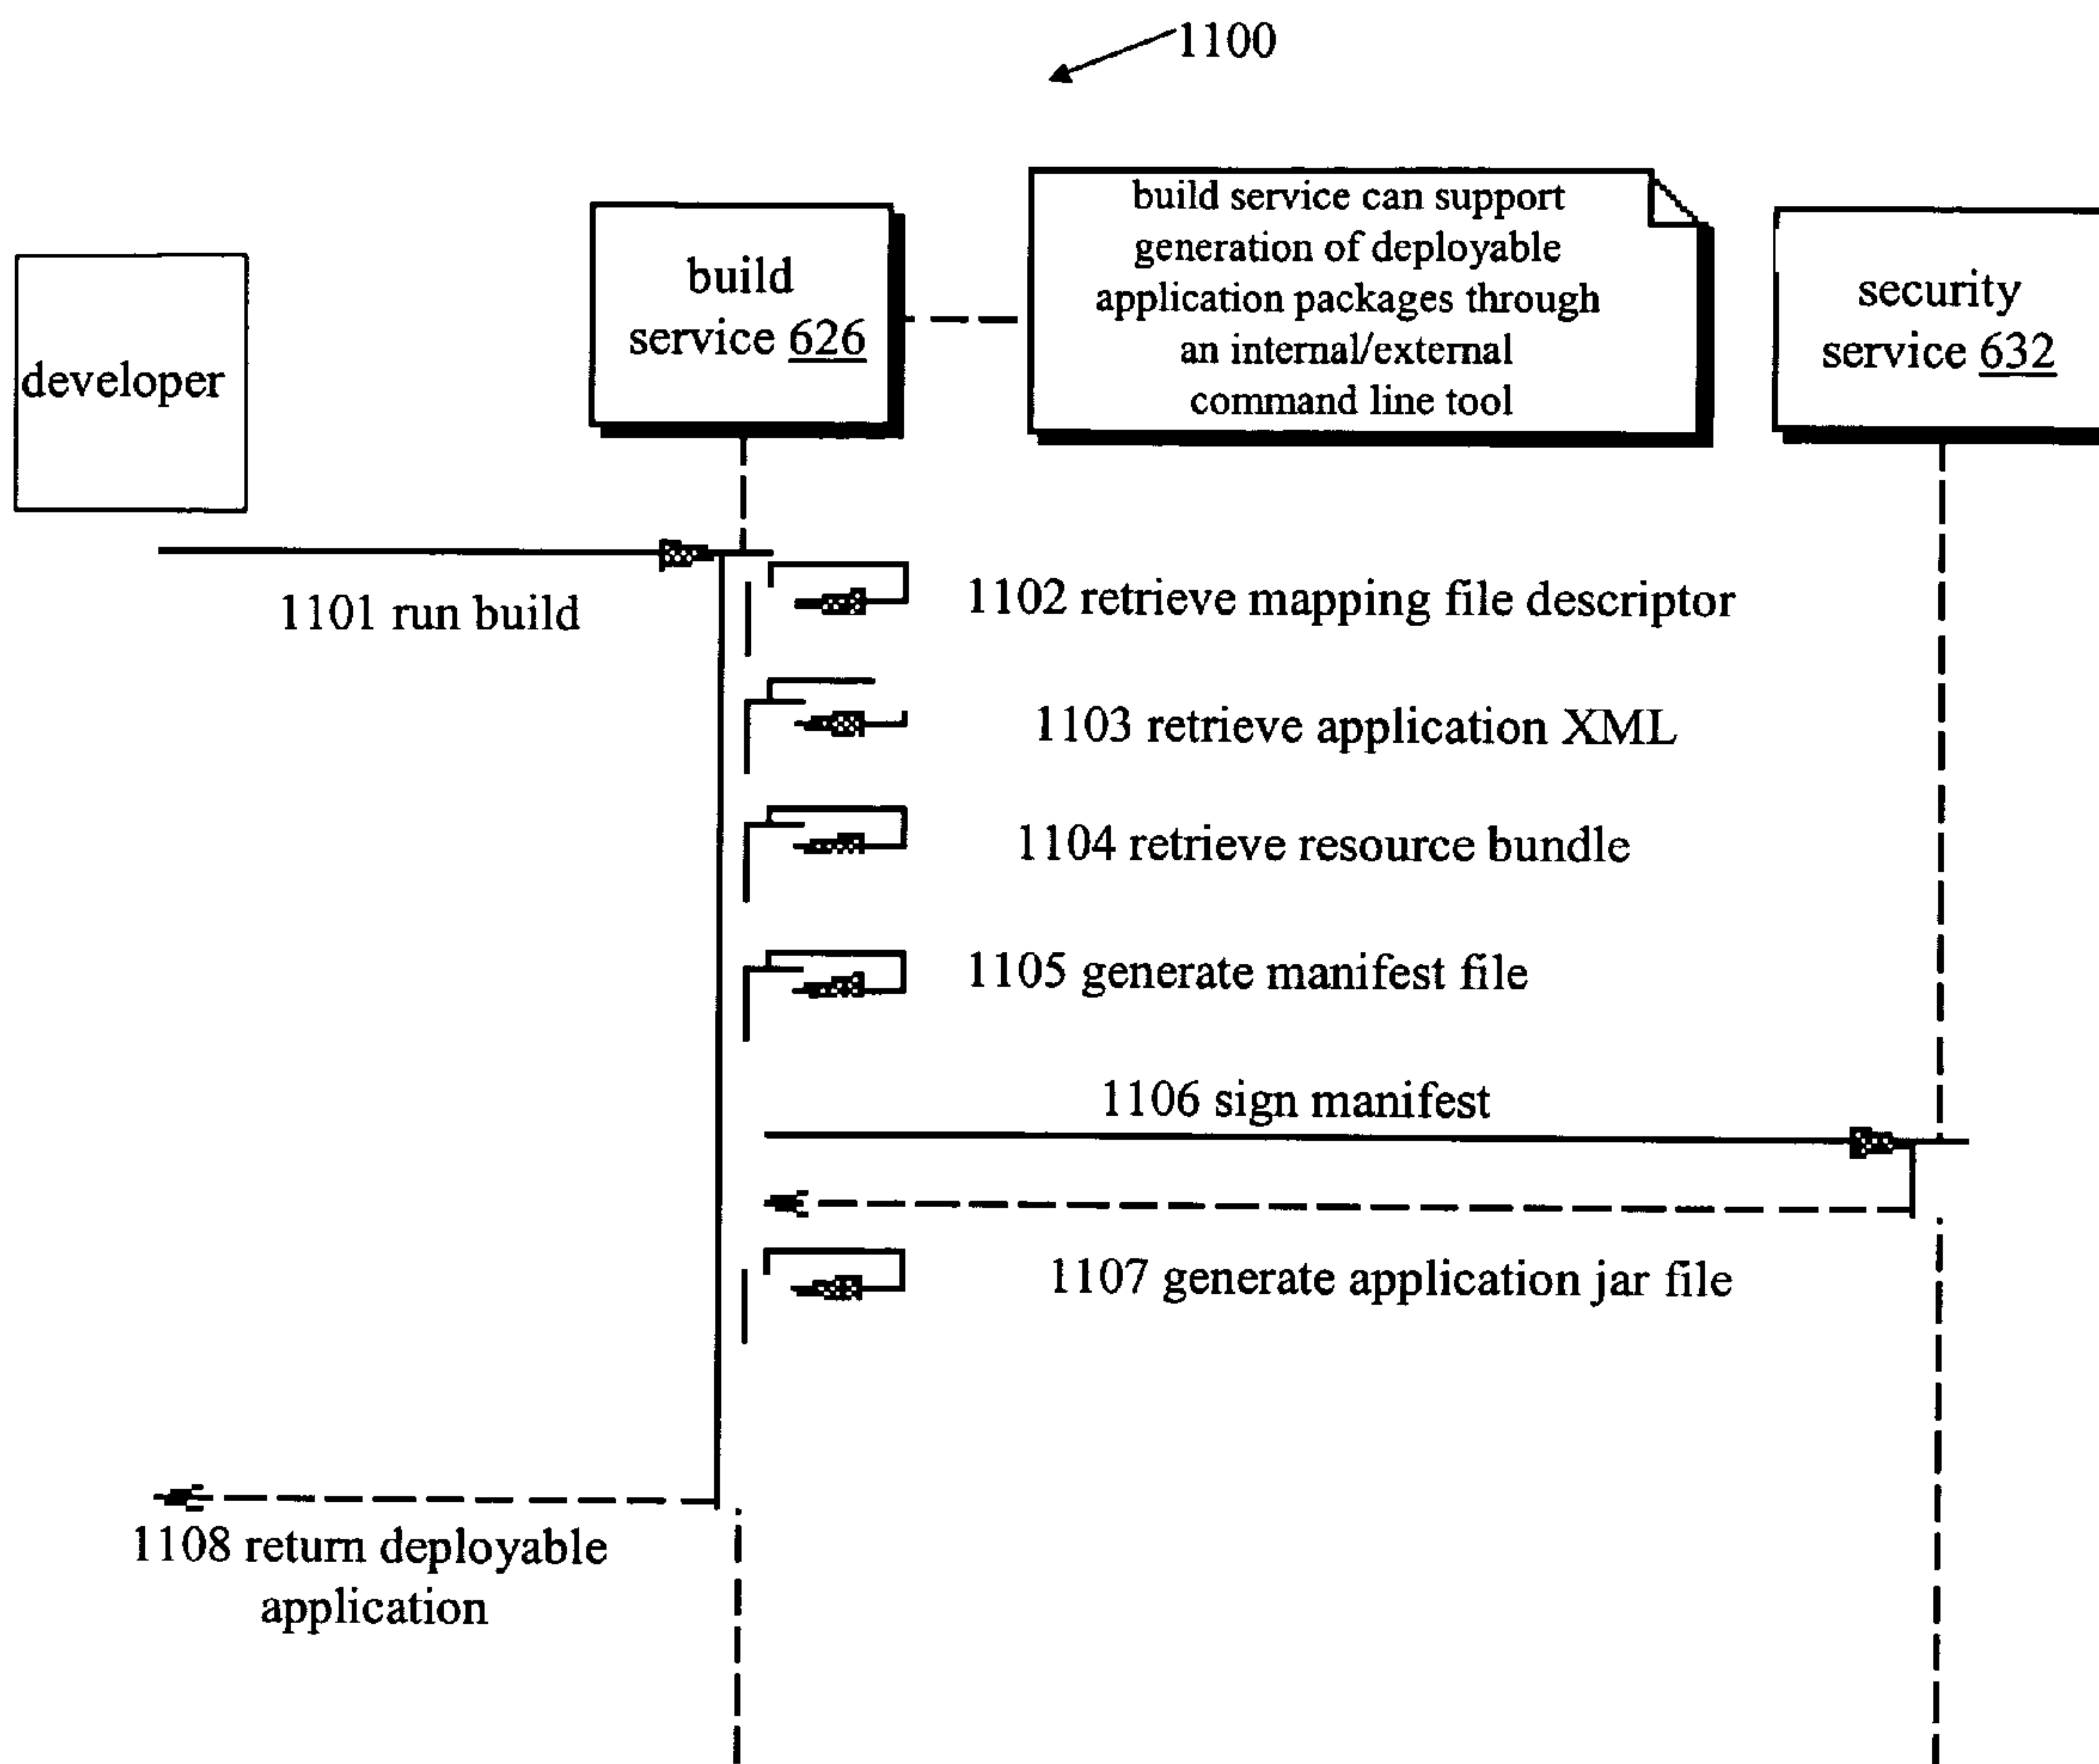 1100
developer
build
service 626
build service can support
generation of deployable
application packages through
an internal/external
command line tool
security
service 632
1101 run build
1102 retrieve mapping file descriptor
1103 retrieve application XML
1104 retrieve resource bundle
1105 generate manifest file
1106 sign manifest
1107 generate application jar file
1108 return deployable
application